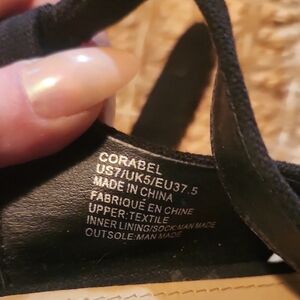 CORABEL
US7/UK5/EU37.5
MADE IN CHINA
FABRIQUÉ EN CHINE
UPPER:TEXTILE
INNER LINING/SOCK:MAN MADE
OUTSOLE:MAN MADE